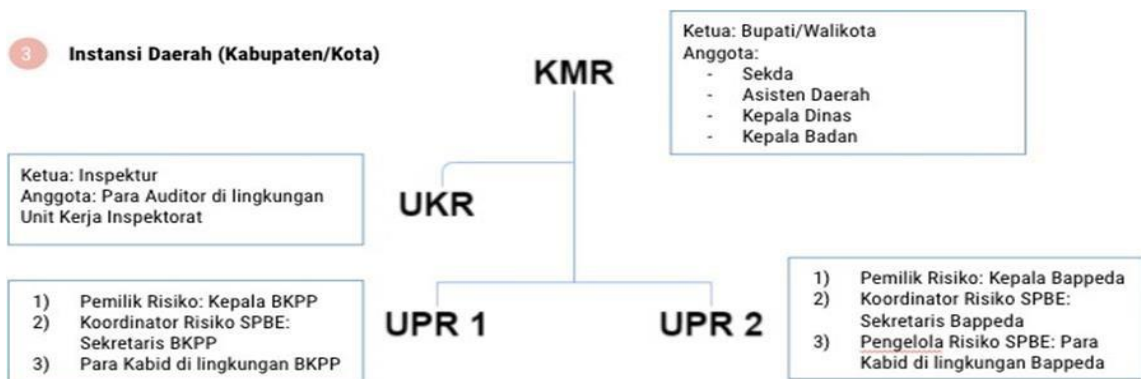 3 Instansi Daerah (Kabupaten/Kota)
KMR
Ketua: Bupati/Walikota
Anggota:
- Sekda
- Asisten Daerah
- Kepala Dinas
- Kepala Badan
Ketua: Inspektur
Anggota: Para Auditor di lingkungan
Unit Kerja Inspektorat
UKR
1) Pemilik Risiko: Kepala BKPP
2) Koordinator Risiko SPBE:
Sekretaris BKPP
3) Para Kabid di lingkungan BKPP
UPR 1
UPR 2
1) Pemilik Risiko: Kepala Bappeda
2) Koordinator Risiko SPBE:
Sekretaris Bappeda
3) Pengelola Risiko SPBE: Para
Kabid di lingkungan Bappeda